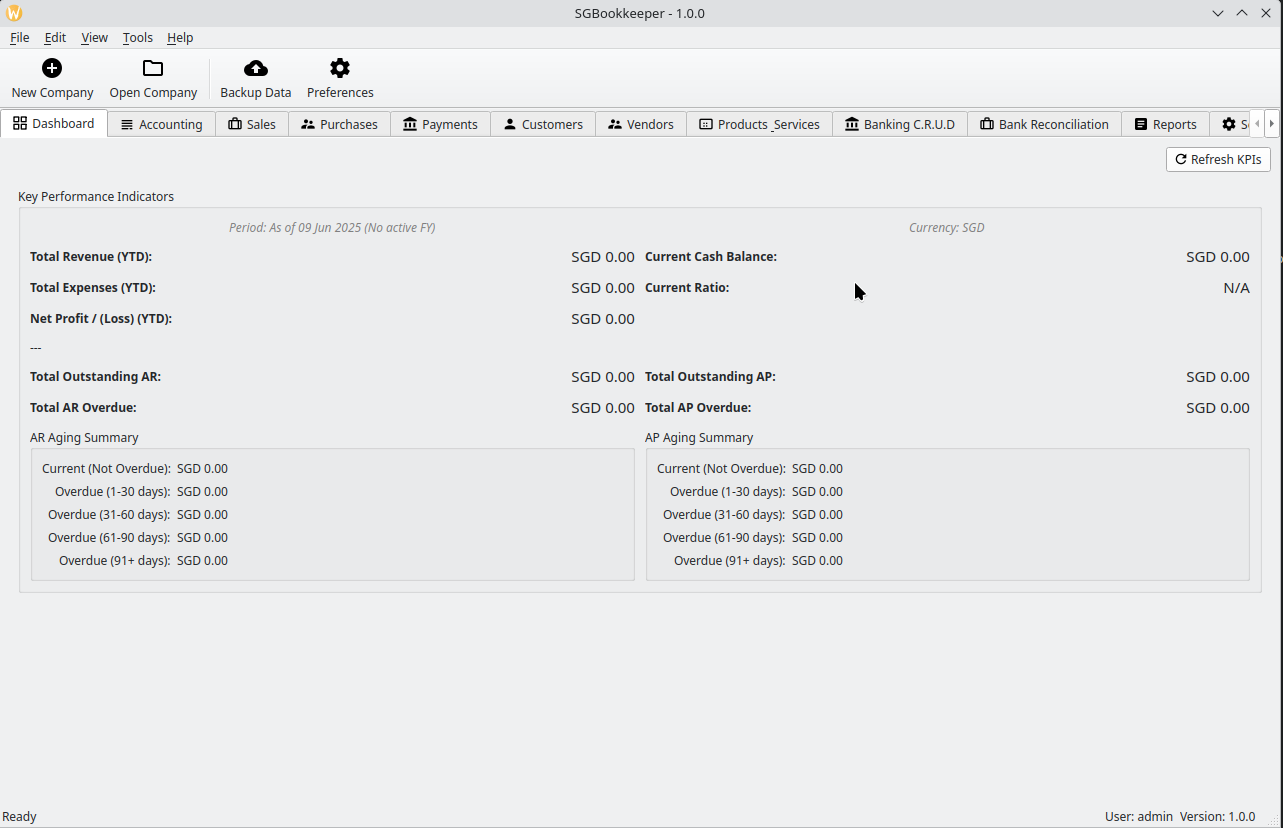 SGBookkeeper - 1.0.0
File Edit View Tools Help
New Company Open Company Backup Data Preferences
Dashboard Accounting Sales Purchases Payments Customers Vendors Products _Services Banking C.R.U.D Bank Reconciliation Reports
Refresh KPIs
Key Performance Indicators
Period: As of 09 Jun 2025 (No active FY) Currency: SGD
Total Revenue (YTD): SGD 0.00 Current Cash Balance: SGD 0.00
Total Expenses (YTD): SGD 0.00 Current Ratio: N/A
Net Profit / (Loss) (YTD): SGD 0.00
---
Total Outstanding AR: SGD 0.00 Total Outstanding AP: SGD 0.00
Total AR Overdue: SGD 0.00 Total AP Overdue: SGD 0.00
AR Aging Summary AP Aging Summary
Current (Not Overdue): SGD 0.00 Current (Not Overdue): SGD 0.00
Overdue (1-30 days): SGD 0.00 Overdue (1-30 days): SGD 0.00
Overdue (31-60 days): SGD 0.00 Overdue (31-60 days): SGD 0.00
Overdue (61-90 days): SGD 0.00 Overdue (61-90 days): SGD 0.00
Overdue (91+ days): SGD 0.00 Overdue (91+ days): SGD 0.00
Ready User: admin Version: 1.0.0